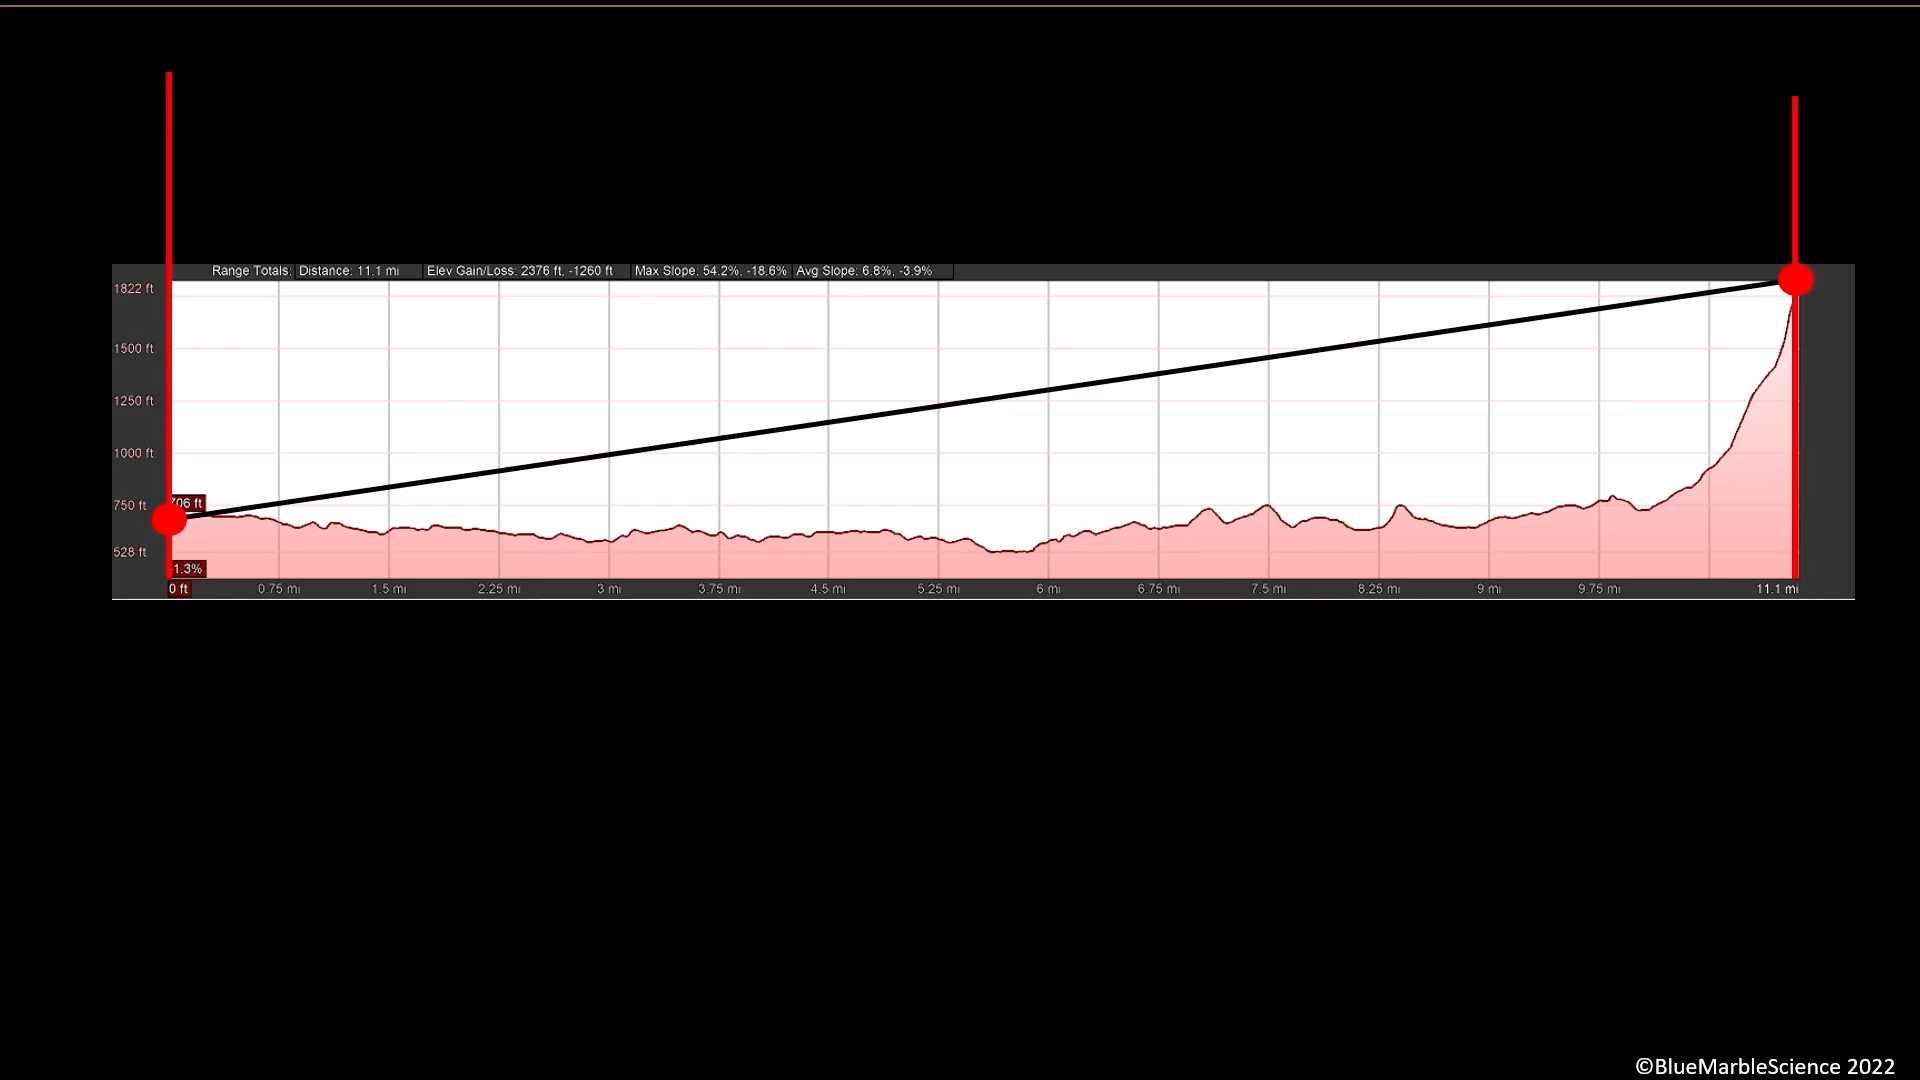 Range Totals: Distance: 11.1 mi Elev Gain/Loss: 2376 ft, -1260 ft Max Slope: 54.2%, -18.6% Avg Slope: 6.8%, -3.9%
1822 ft
1500 ft
1250 ft
1000 ft
750 ft
706 ft
528 ft
-1.3%
0 ft 0.75 mi 1.5 mi 2.25 mi 3 mi 3.75 mi 4.5 mi 5.25 mi 6 mi 6.75 mi 7.5 mi 8.25 mi 9 mi 9.75 mi 11.1 mi
©BlueMarbleScience 2022